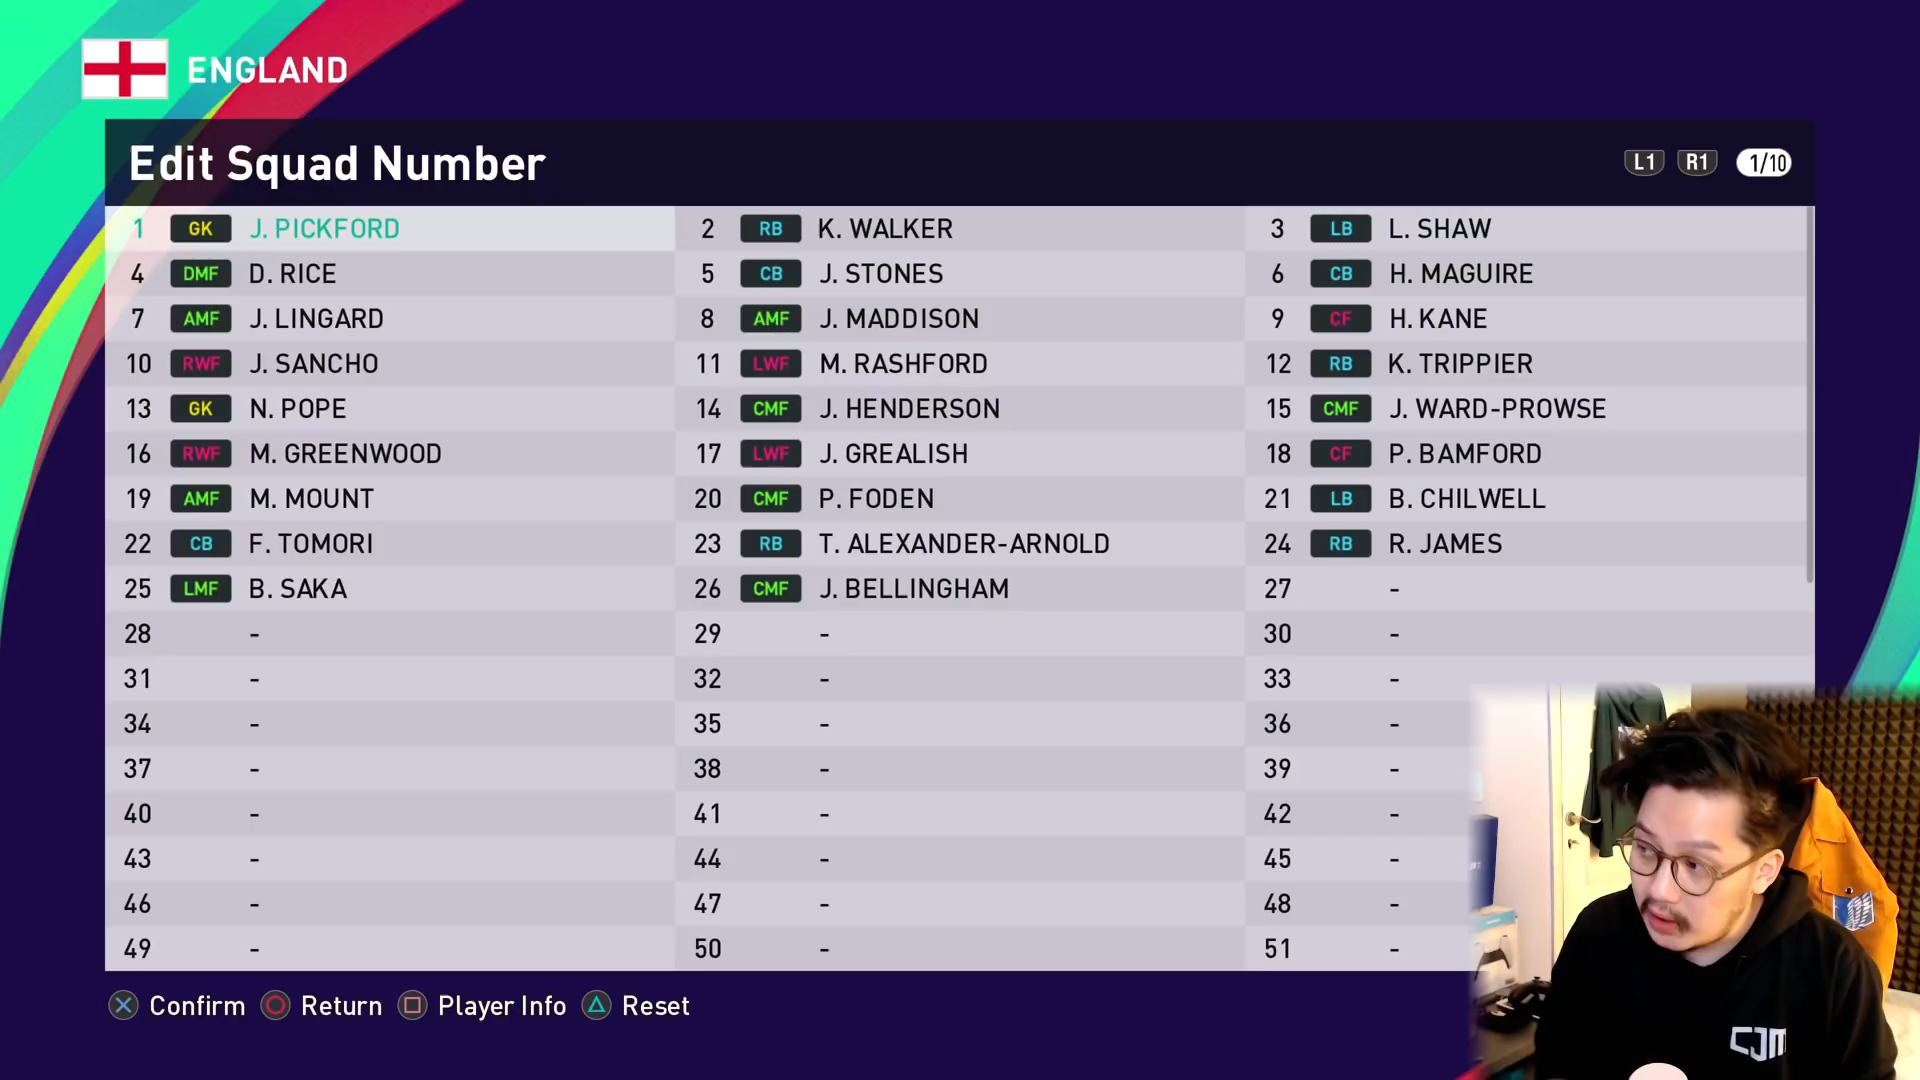 ENGLAND
Edit Squad Number
L1 R1 1/10
1 GK J. PICKFORD 2 RB K. WALKER 3 LB L. SHAW
4 DMF D. RICE 5 CB J. STONES 6 CB H. MAGUIRE
7 AMF J. LINGARD 8 AMF J. MADDISON 9 CF H. KANE
10 RWF J. SANCHO 11 LWF M. RASHFORD 12 RB K. TRIPPIER
13 GK N. POPE 14 CMF J. HENDERSON 15 CMF J. WARD-PROWSE
16 RWF M. GREENWOOD 17 LWF J. GREALISH 18 CF P. BAMFORD
19 AMF M. MOUNT 20 CMF P. FODEN 21 LB B. CHILWELL
22 CB F. TOMORI 23 RB T. ALEXANDER-ARNOLD 24 RB R. JAMES
25 LMF B. SAKA 26 CMF J. BELLINGHAM 27 -
28 - 29 - 30 -
31 - 32 - 33 -
34 - 35 - 36 -
37 - 38 - 39 -
40 - 41 - 42 -
43 - 44 - 45 -
46 - 47 - 48 -
49 - 50 - 51 -
Confirm Return Player Info Reset
CJM